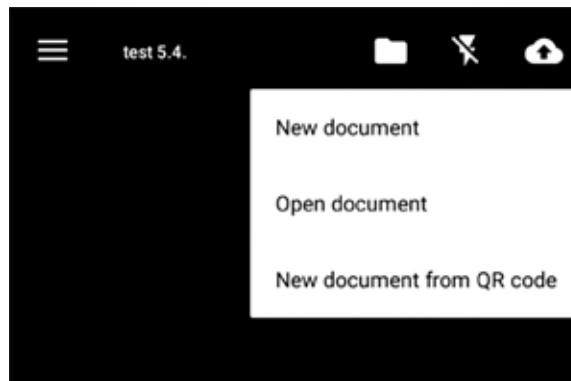 test 5.4.
New document
Open document
New document from QR code